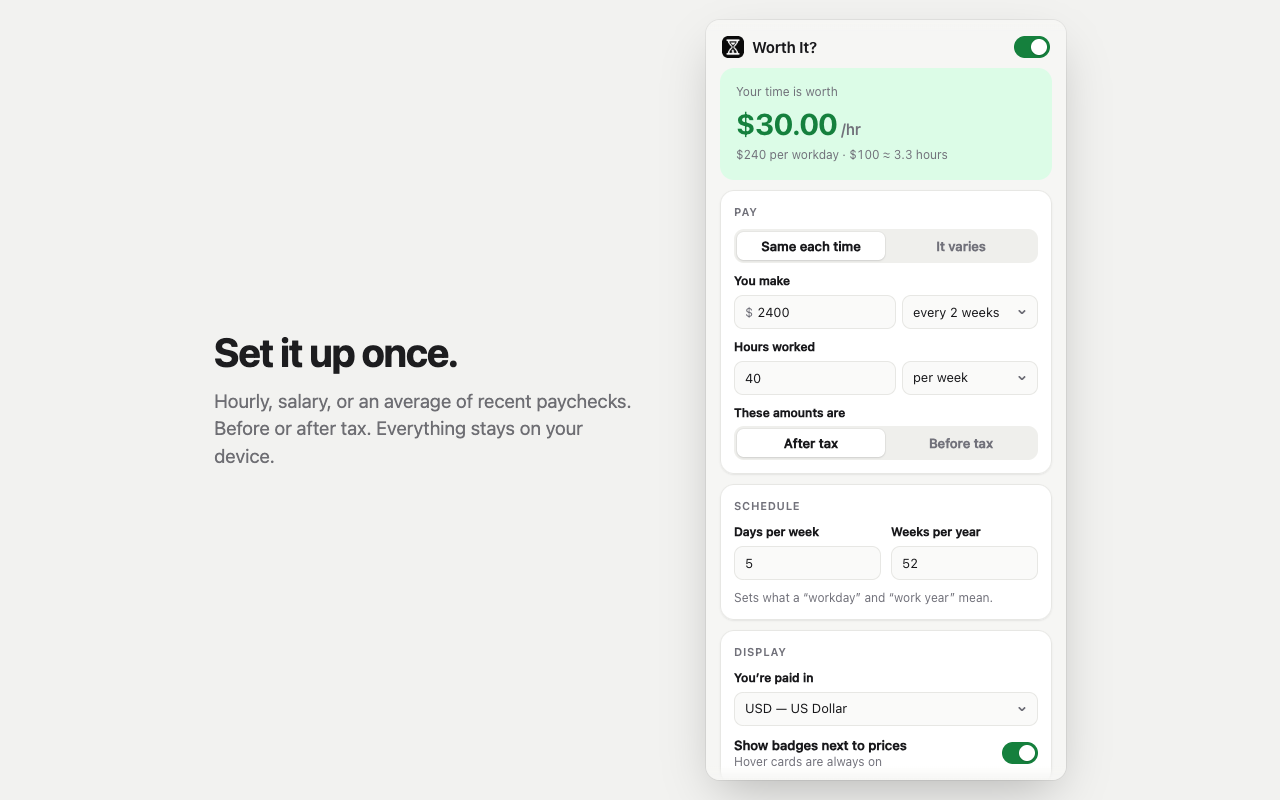 Set it up once.
Hourly, salary, or an average of recent paychecks.
Before or after tax. Everything stays on your
device.
Worth It?
Your time is worth
$30.00 /hr
$240 per workday · $100 ≈ 3.3 hours
PAY
Same each time It varies
You make
$ 2400 every 2 weeks
Hours worked
40 per week
These amounts are
After tax Before tax
SCHEDULE
Days per week Weeks per year
5 52
Sets what a “workday” and “work year” mean.
DISPLAY
You’re paid in
USD — US Dollar
Show badges next to prices
Hover cards are always on